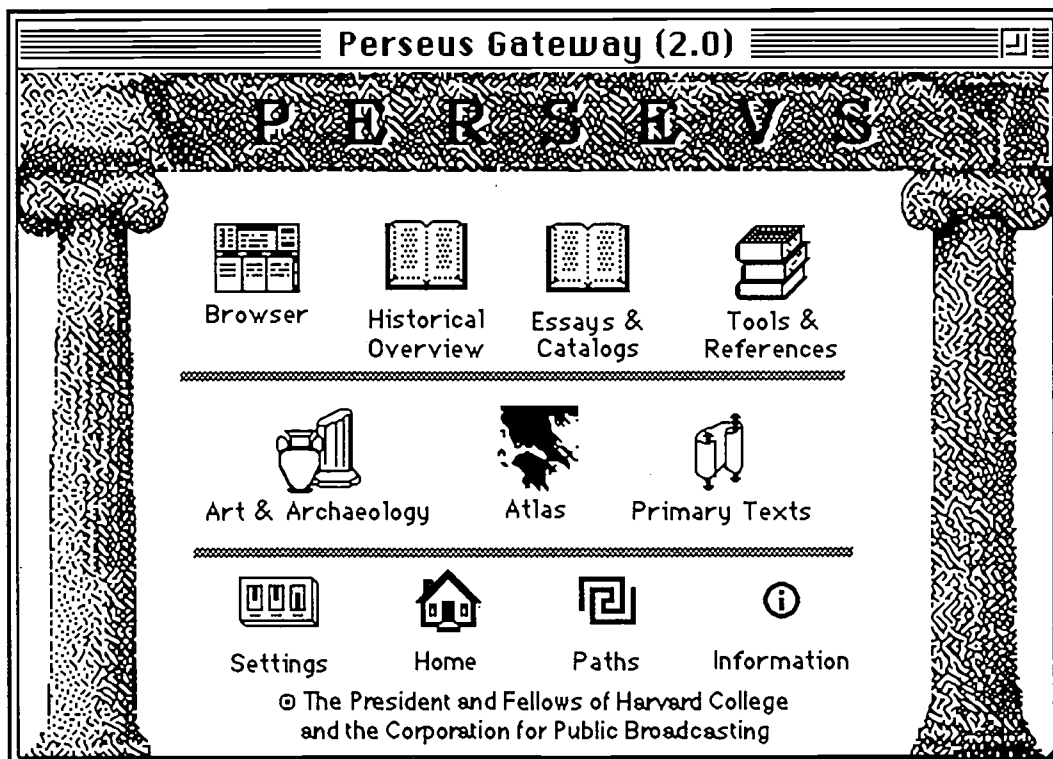 Perseus Gateway (2.0)
P E R S E V S
Browser
Historical
Overview
Essays &
Catalogs
Tools &
References
Art & Archaeology
Atlas
Primary Texts
Settings
Home
Paths
Information
© The President and Fellows of Harvard College
and the Corporation for Public Broadcasting